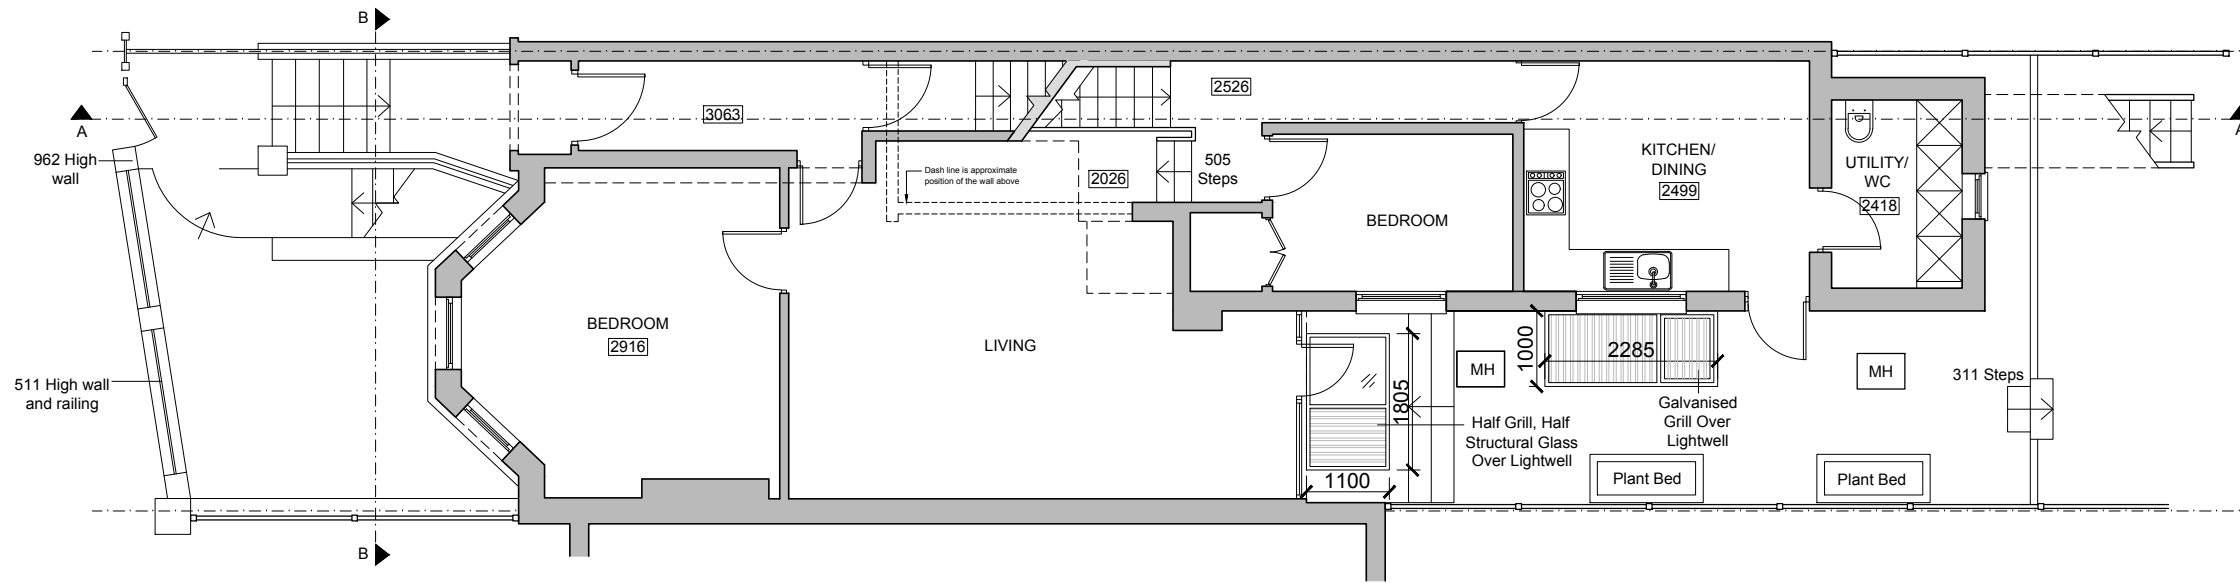 B
A
962 High
wall
511 High wall
and railing
B
3063
BEDROOM
2916
Dash line is approximate
position of the wall above
2026
505
Steps
2526
LIVING
BEDROOM
KITCHEN/
DINING
2499
UTILITY/
WC
2418
A
1100
1805
Half Grill, Half
Structural Glass
Over Lightwell
MH
1000
2285
Galvanised
Grill Over
Lightwell
MH
311 Steps
Plant Bed
Plant Bed